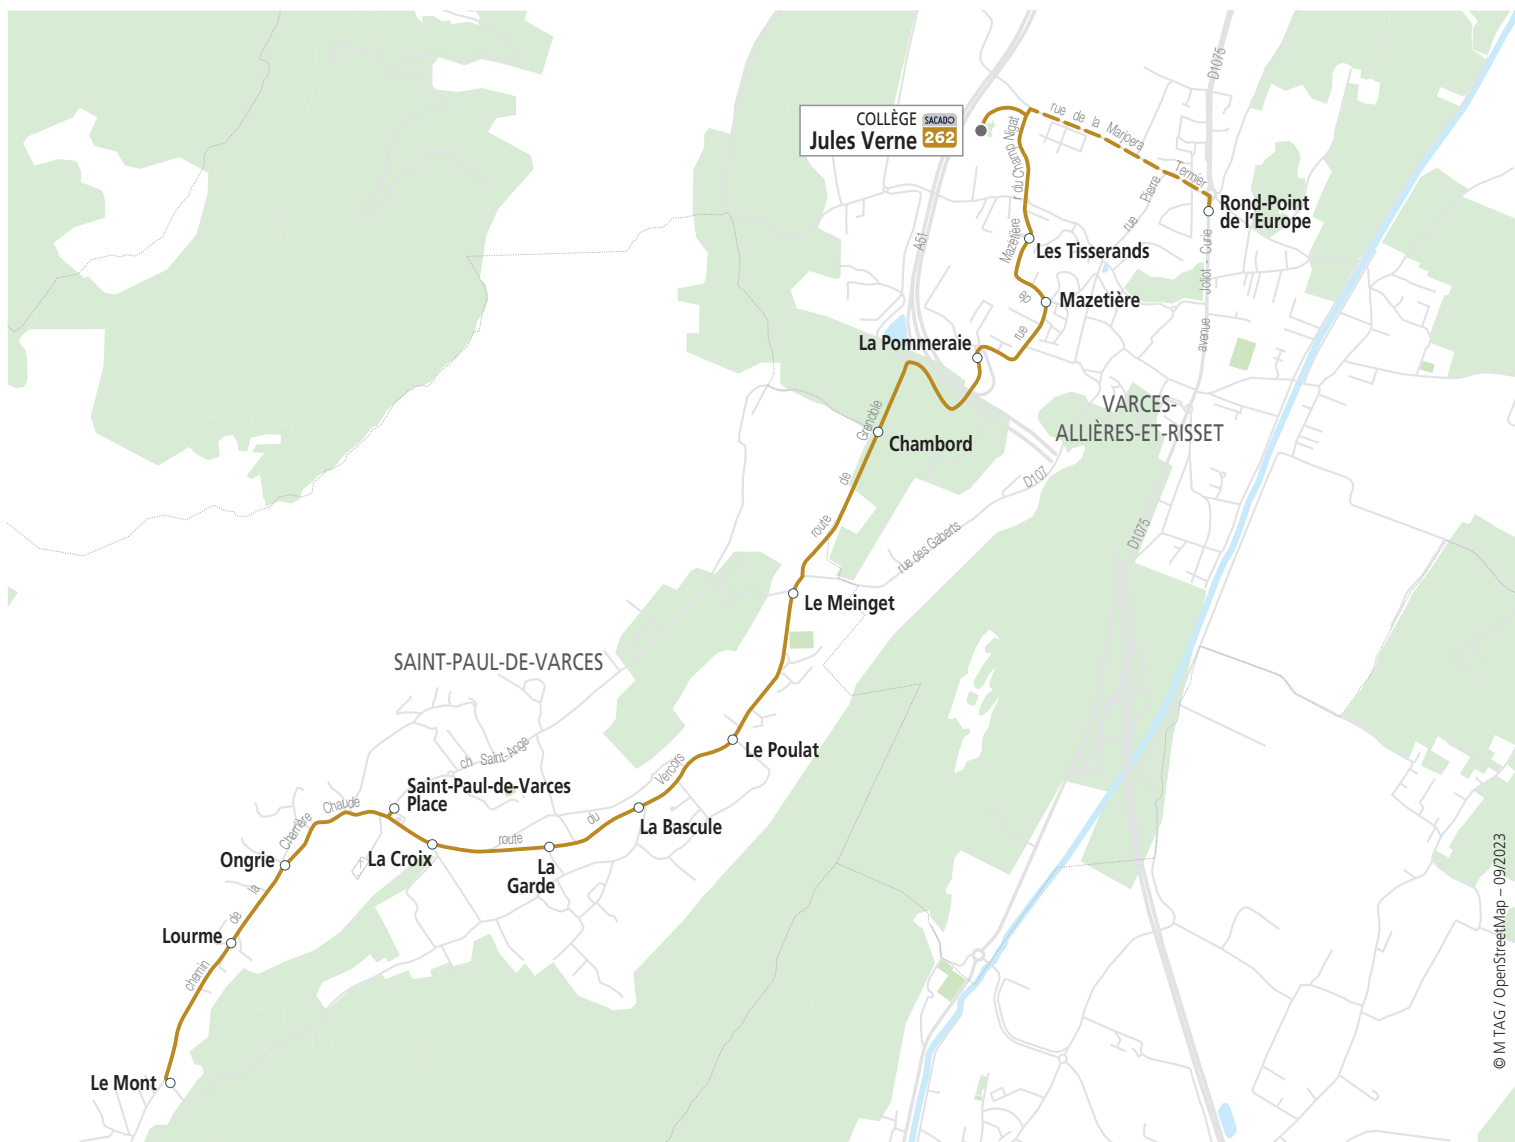 D1075
COLLÈGE
SACADO
Jules Verne
262
rue de la Marjoera
r du Champ Nigat
Termier
rue Pierre
Rond-Point
de l'Europe
A51
Mazetière
Les Tisserands
Joliot - Curie
de
Mazetière
rue
avenue
La Pommeraie
VARCES-
ALLIÈRES-ET-RISSET
Grenoble
Chambord
de
D107
route
rue des Gaberts
D1075
Le Meinget
SAINT-PAUL-DE-VARCES
ch Saint-Ange
Le Poulat
Vercors
Saint-Paul-de-Varces
Place
Chaude
du
La Bascule
Charrière
route
La Croix
Ongrie
La
Garde
la
de
Lourme
chemin
Le Mont
© M TAG / OpenStreetMap – 09/2023